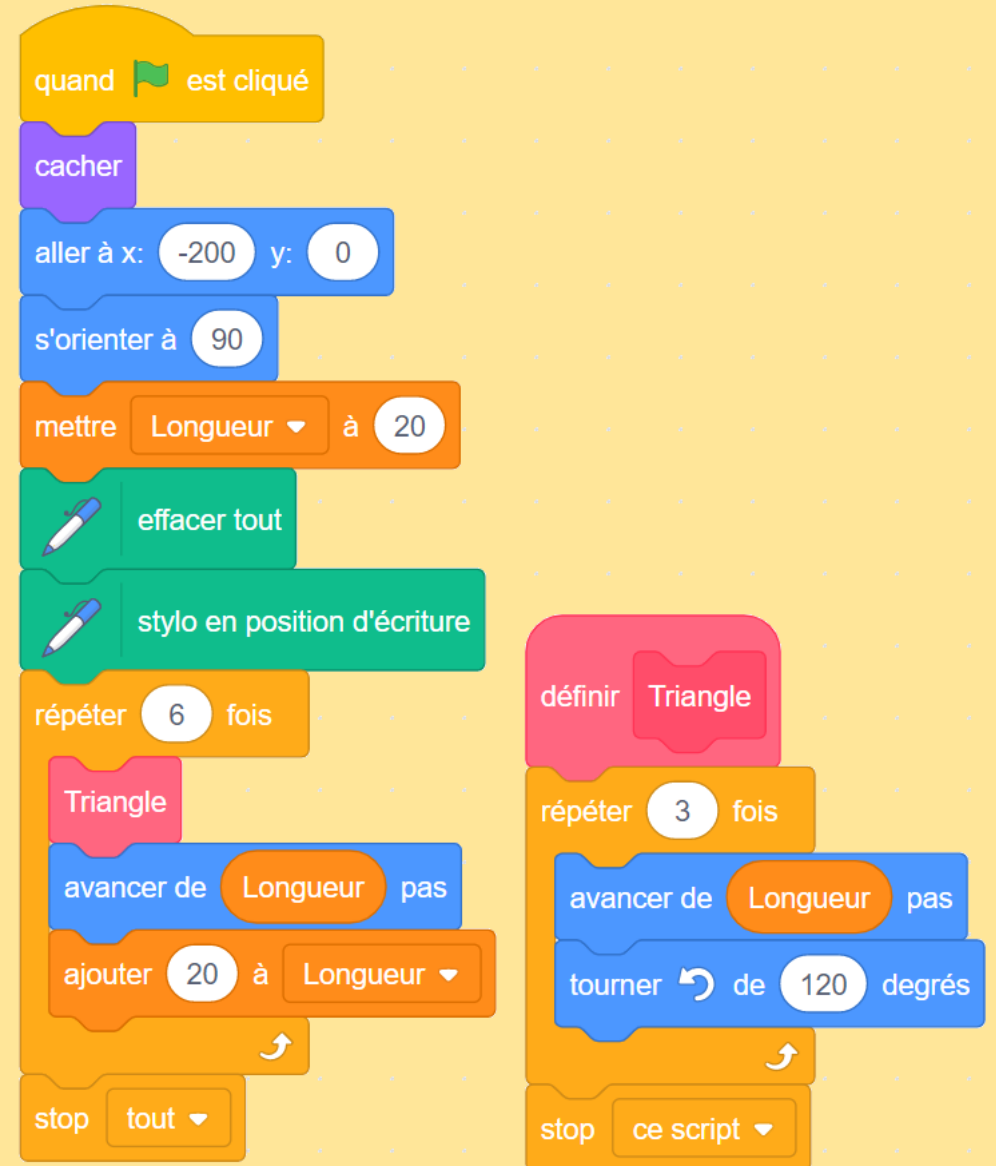 quand est cliqué
cacher
aller à x: -200 y: 0
s'orienter à 90
mettre Longueur à 20
effacer tout
stylo en position d'écriture
répéter 6 fois
Triangle
avancer de Longueur pas
ajouter 20 à Longueur
stop tout
définir Triangle
répéter 3 fois
avancer de Longueur pas
tourner de 120 degrés
stop ce script